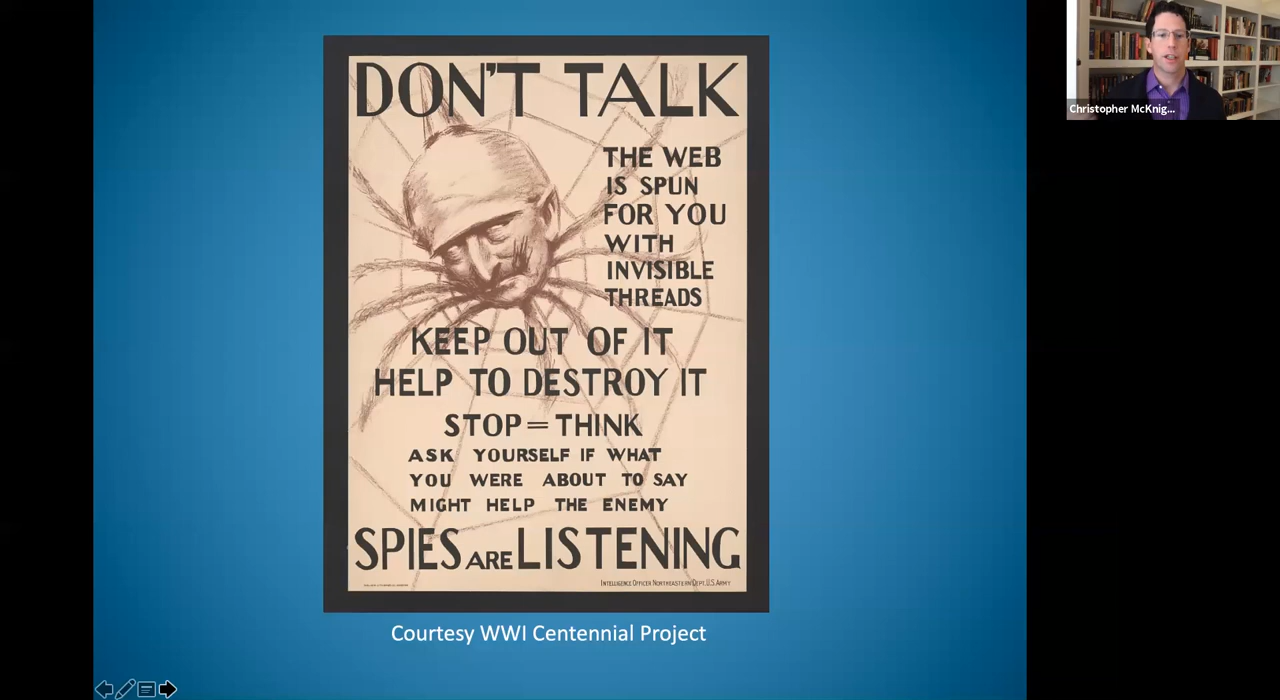 DON'T TALK
THE WEB
IS SPUN
FOR YOU
WITH
INVISIBLE
THREADS
KEEP OUT OF IT
HELP TO DESTROY IT
STOP=THINK
ASK YOURSELF IF WHAT
YOU WERE ABOUT TO SAY
MIGHT HELP THE ENEMY
SPIES ARE LISTENING
INTELLIGENCE OFFICER NORTHEASTERN DEPT. U.S. ARMY
Courtesy WWI Centennial Project
Christopher McKnig...